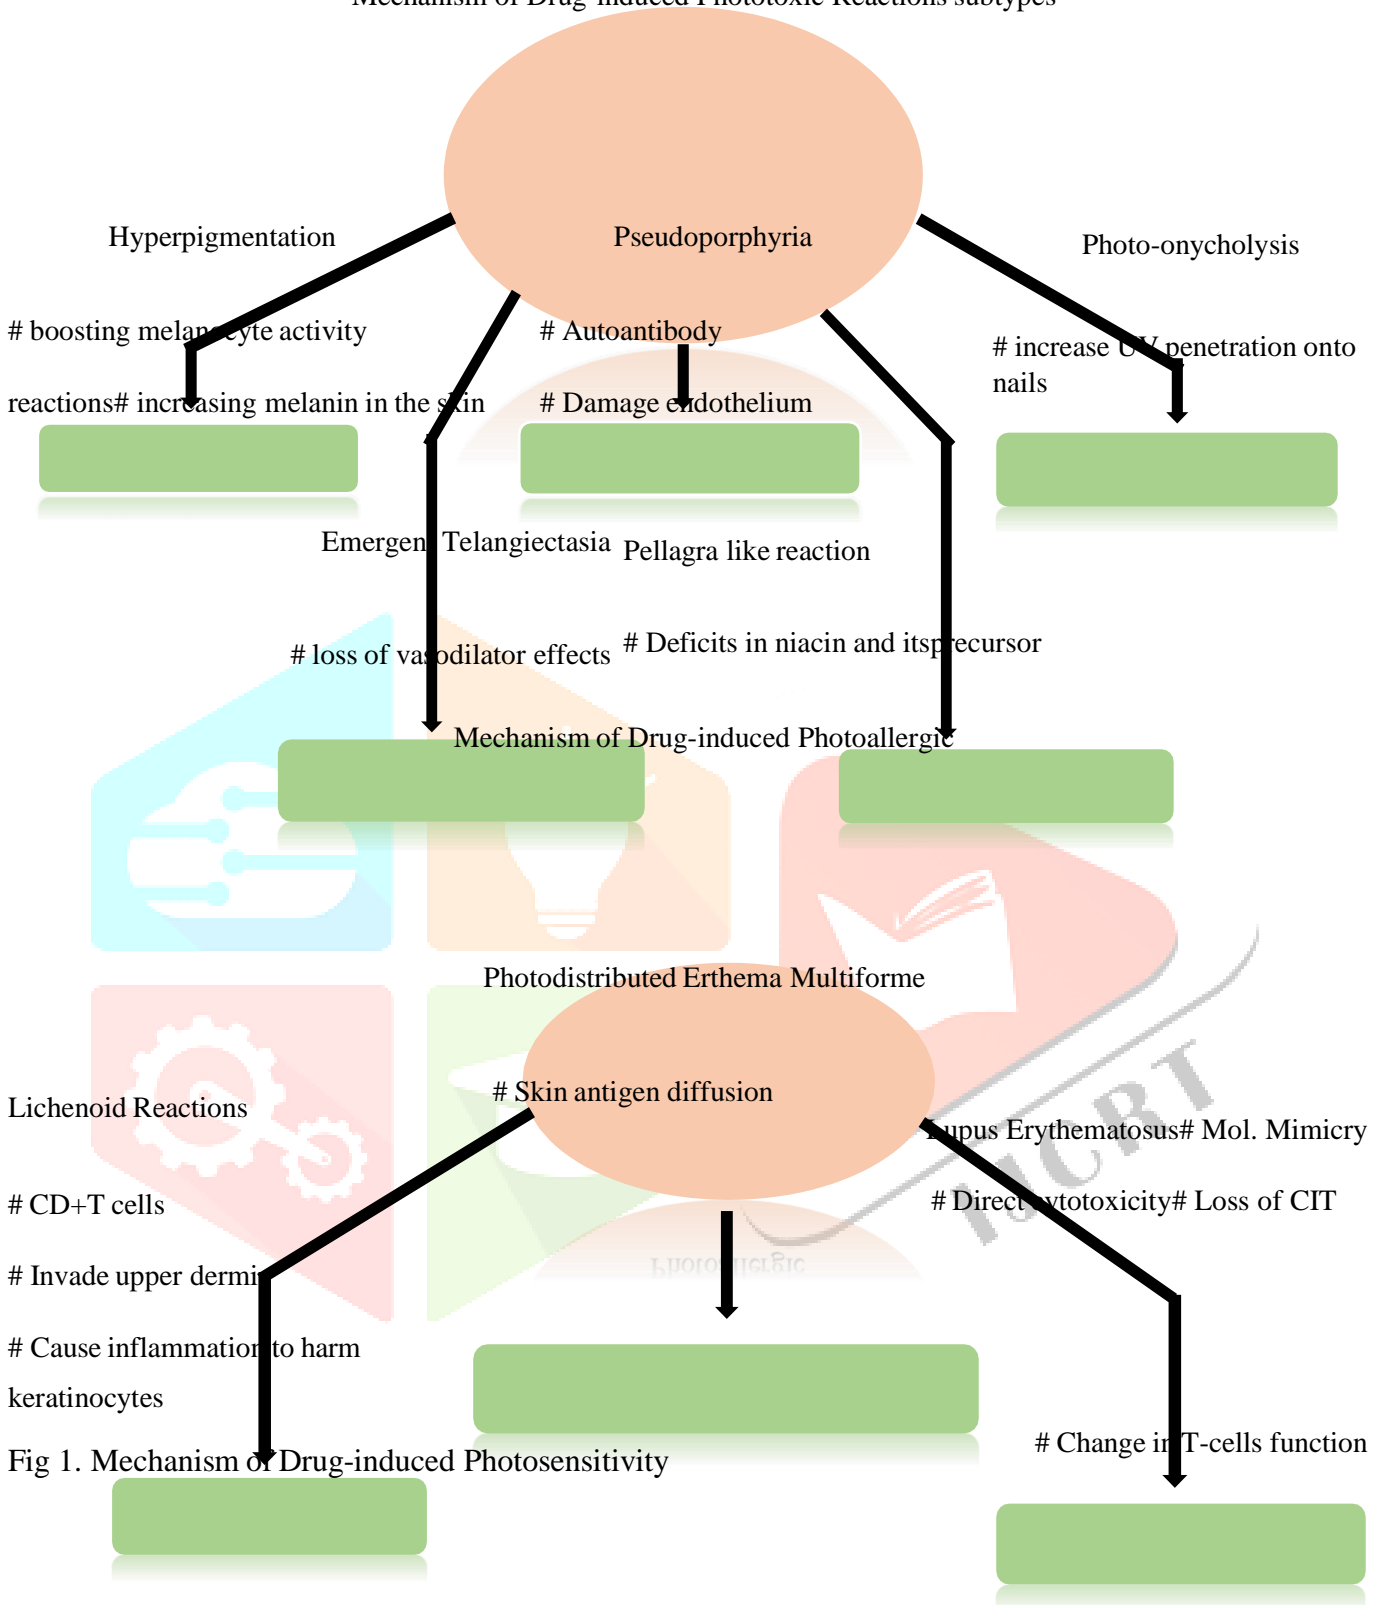 Mechanism of Drug-induced Phototoxic Reactions subtypes
Hyperpigmentation
Pseudoporphyria
Photo-onycholysis
# boosting melanocyte activity
reactions# increasing melanin in the skin
# Autoantibody
# Damage endothelium
# increase UV penetration onto
nails
Emergent Telangiectasia
# loss of vasodilator effects
Pellagra like reaction
# Deficits in niacin and itsprecursor
Mechanism of Drug-induced Photoallergic
Photodistributed Erthema Multiforme
# Skin antigen diffusion
Lichenoid Reactions
# CD+T cells
# Invade upper dermis
# Cause inflammation to harm
keratinocytes
Lupus Erythematosus# Mol. Mimicry
# Direct cytotoxicity# Loss of CIT
# Change in T-cells function
Photoallergic
IJCRT
Fig 1. Mechanism of Drug-induced Photosensitivity